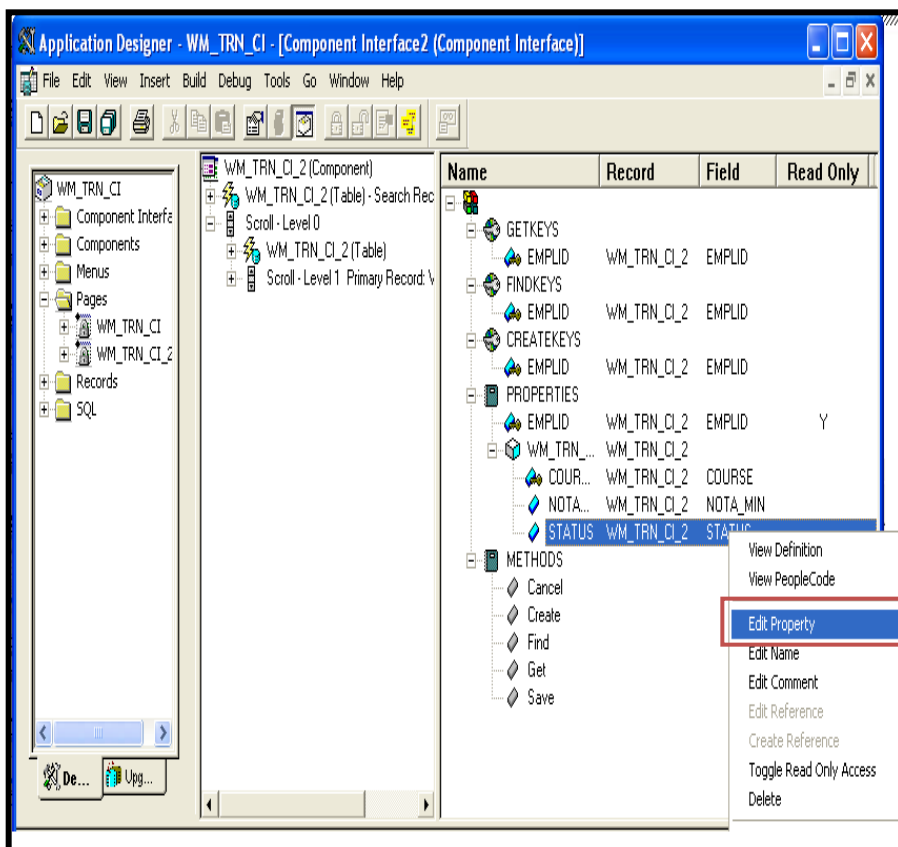 Application Designer - WM_TRN_CI - [Component Interface2 (Component Interface)]
File Edit View Insert Build Debug Tools Go Window Help
WM_TRN_CI
Component Interfa
Components
Menus
Pages
WM_TRN_CI
WM_TRN_CI_2
Records
SQL
De...
Upg...
WM_TRN_CI_2 (Component)
WM_TRN_CI_2 (Table) - Search Rec
Scroll - Level 0
WM_TRN_CI_2 (Table)
Scroll - Level 1 Primary Record: V
Name Record Field Read Only
GETKEYS
EMPLID WM_TRN_CI_2 EMPLID
FINDKEYS
EMPLID WM_TRN_CI_2 EMPLID
CREATEKEYS
EMPLID WM_TRN_CI_2 EMPLID
PROPERTIES
EMPLID WM_TRN_CI_2 EMPLID Y
WM_TRN_... WM_TRN_CI_2
COUR... WM_TRN_CI_2 COURSE
NOTA... WM_TRN_CI_2 NOTA_MIN
STATUS WM_TRN_CI_2 STATUS
METHODS
Cancel
Create
Find
Get
Save
View Definition
View PeopleCode
Edit Property
Edit Name
Edit Comment
Edit Reference
Create Reference
Toggle Read Only Access
Delete